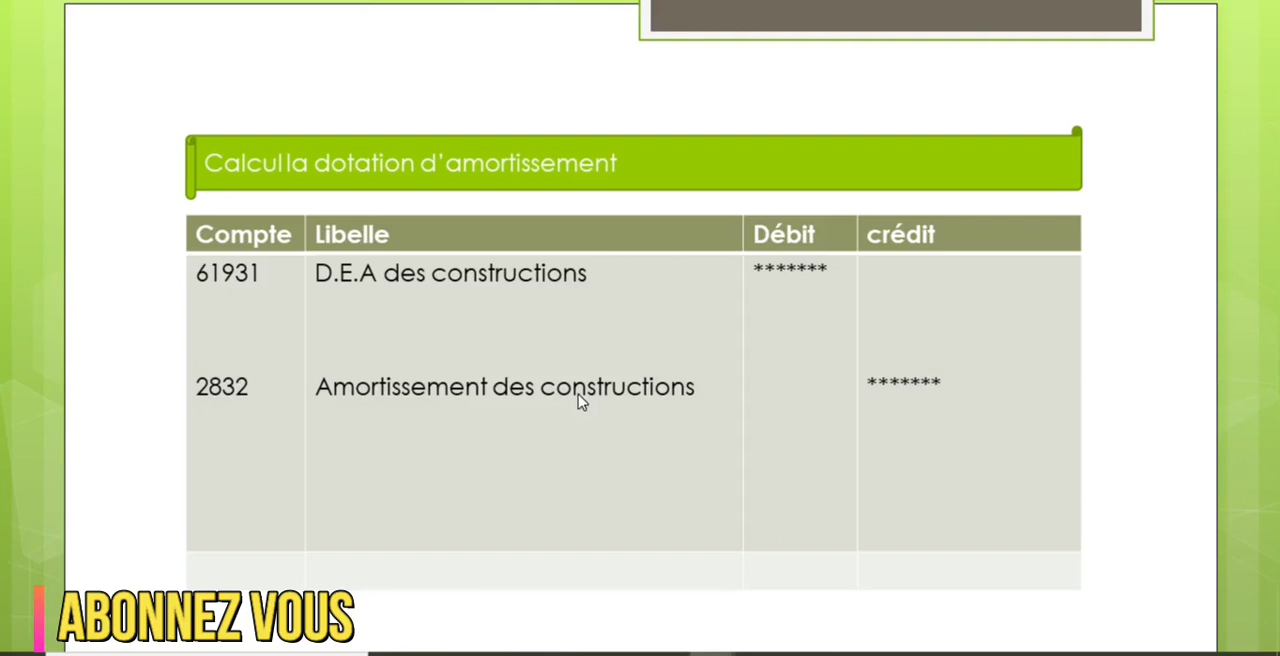 Calcul la dotation d’amortissement
Compte Libelle Débit crédit
61931 D.E.A des constructions *******
2832 Amortissement des constructions *******
ABONNEZ VOUS